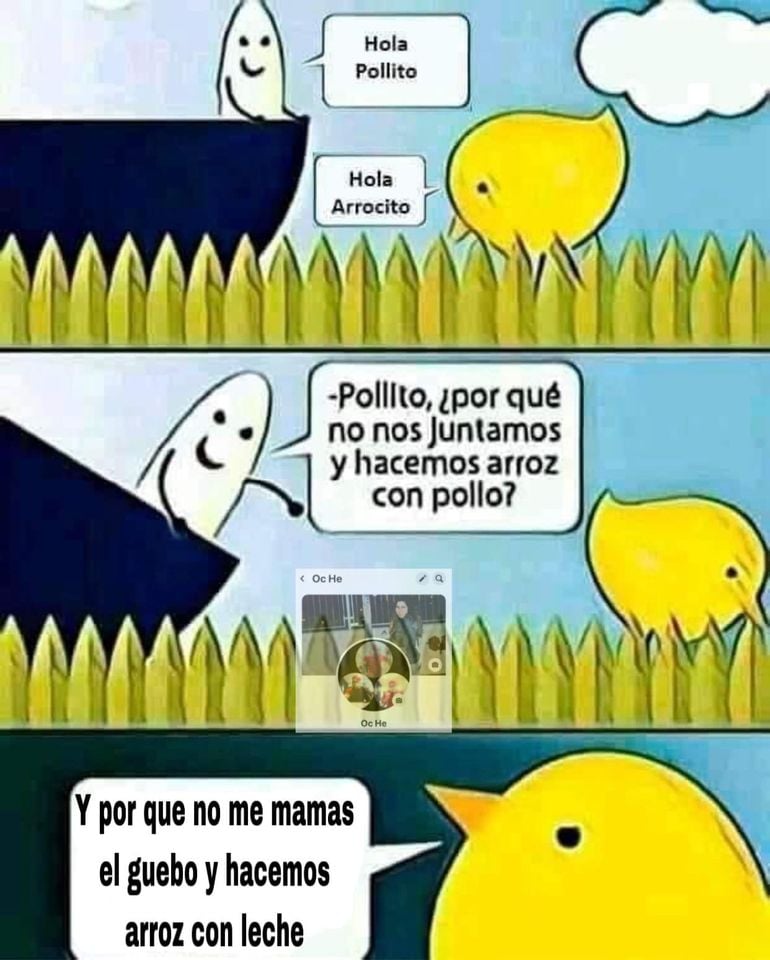 Hola
Pollito
Hola
Arrocito
-Pollito, ¿por qué
no nos Juntamos
y hacemos arroz
con pollo?
< Oc He
Oc He
Y por que no me mamas
el guebo y hacemos
arroz con leche